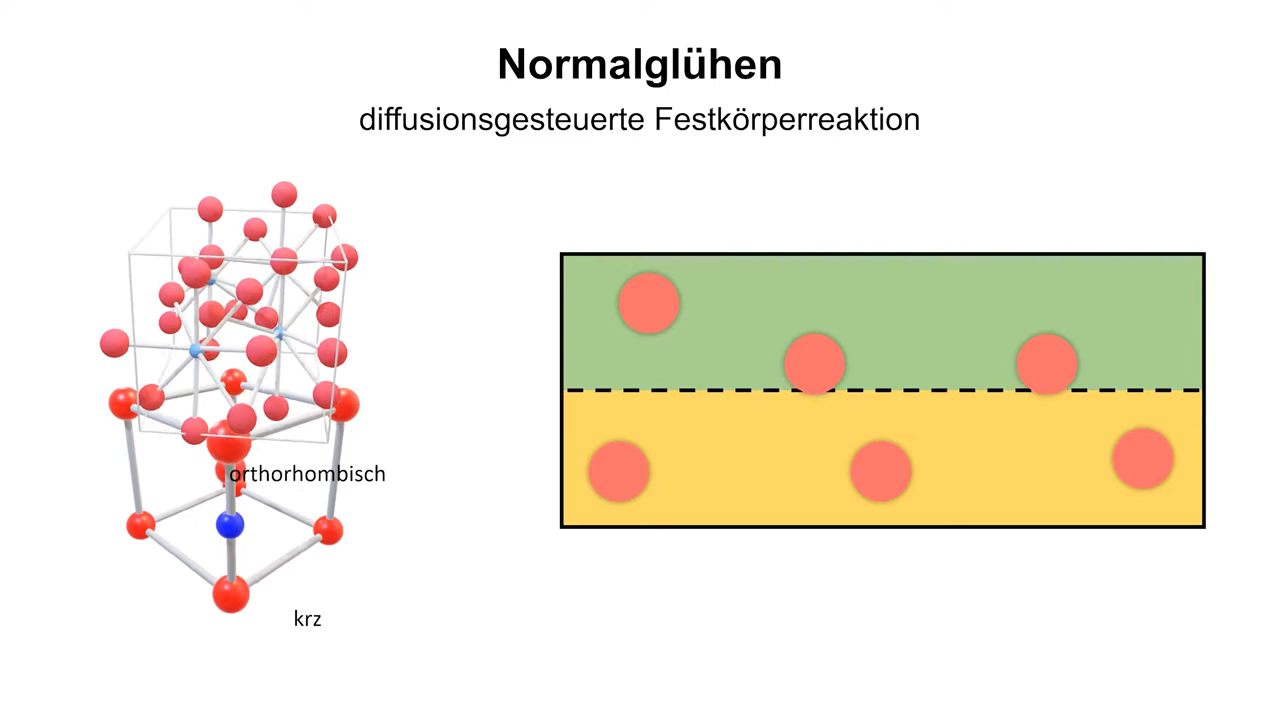 Normalglühen
diffusionsgesteuerte Festkörperreaktion
orthorhombisch
krz